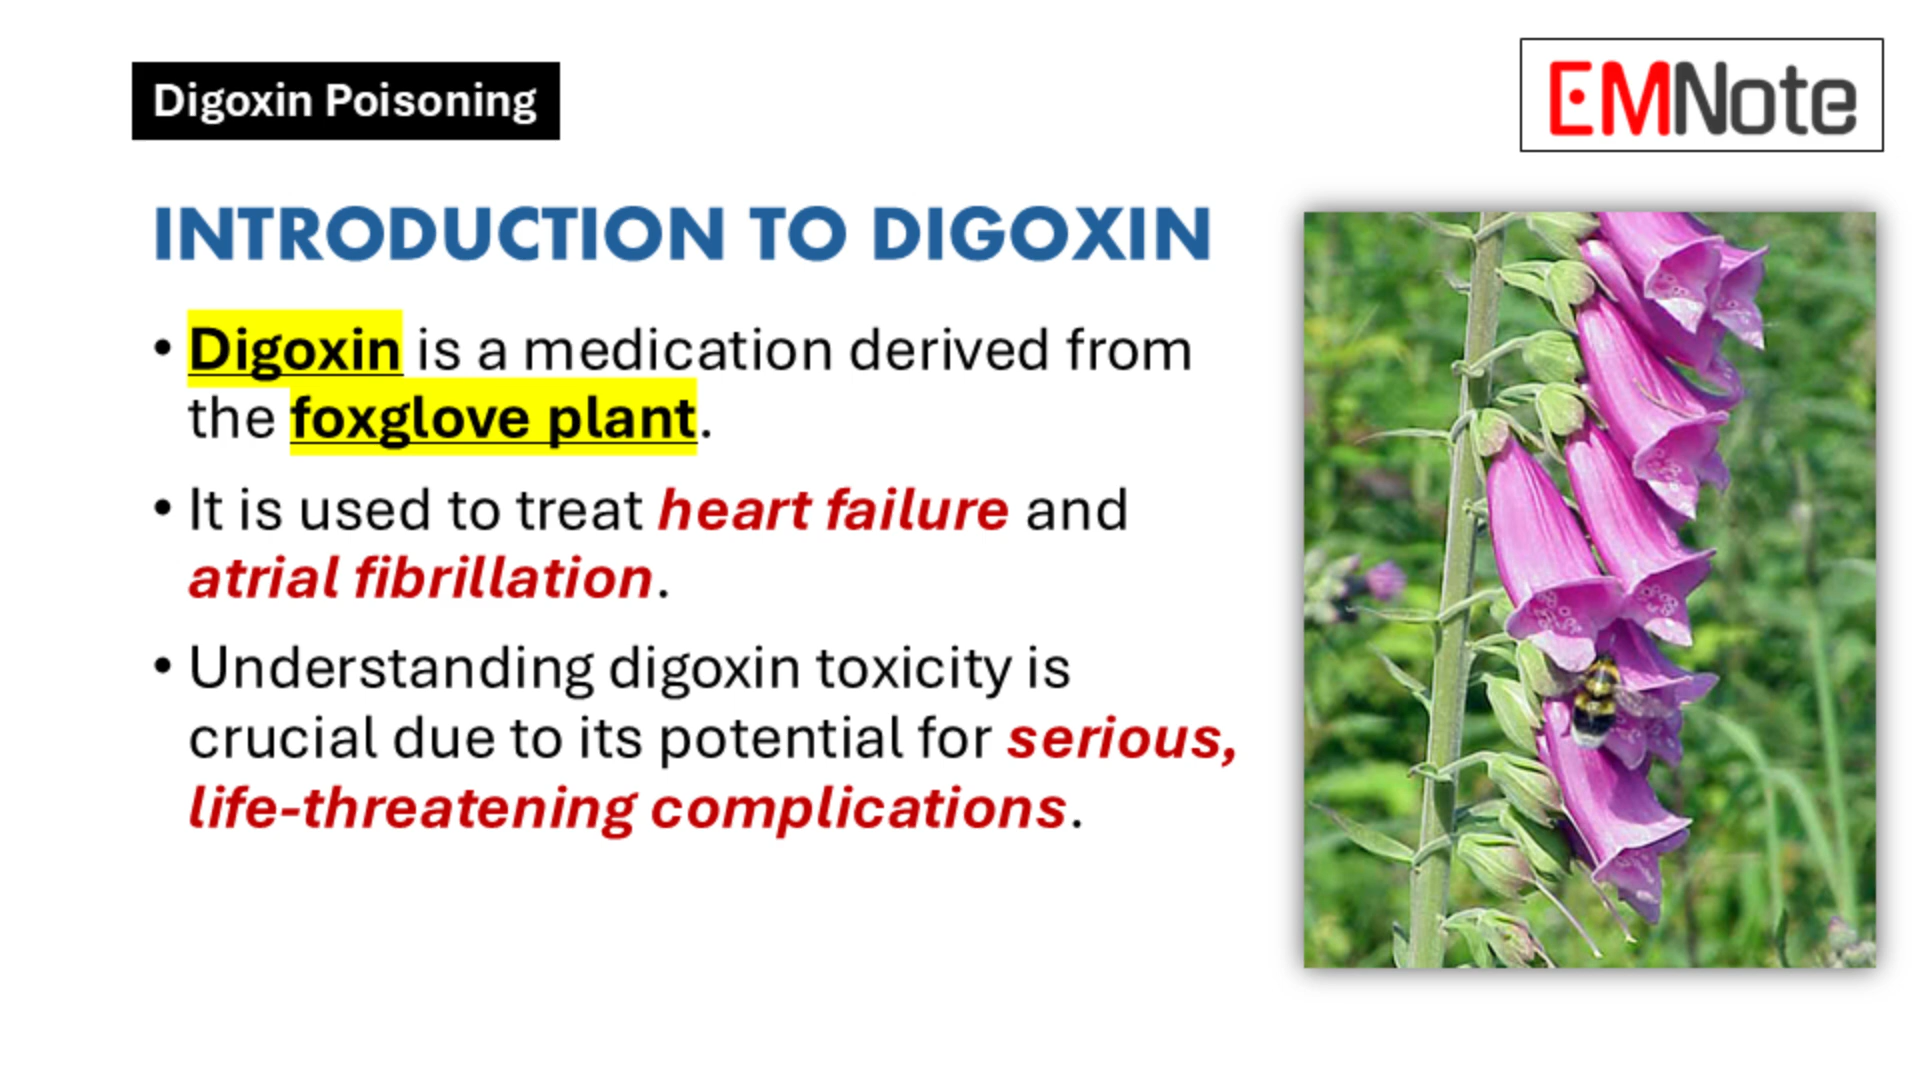 Digoxin Poisoning
EMNote
INTRODUCTION TO DIGOXIN
• Digoxin is a medication derived from
the foxglove plant.
• It is used to treat heart failure and
atrial fibrillation.
• Understanding digoxin toxicity is
crucial due to its potential for serious,
life-threatening complications.